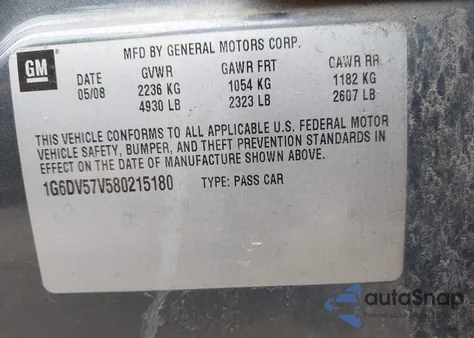 MFD BY GENERAL MOTORS CORP.
GM
DATE GVWR GAWR FRT GAWR RR
05/08 2236 KG 1054 KG 1182 KG
4930 LB 2323 LB 2607 LB
THIS VEHICLE CONFORMS TO ALL APPLICABLE U.S. FEDERAL MOTOR
VEHICLE SAFETY, BUMPER, AND THEFT PREVENTION STANDARDS IN
EFFECT ON THE DATE OF MANUFACTURE SHOWN ABOVE.
1G6DV57V580215180 TYPE: PASS CAR
autoSnap